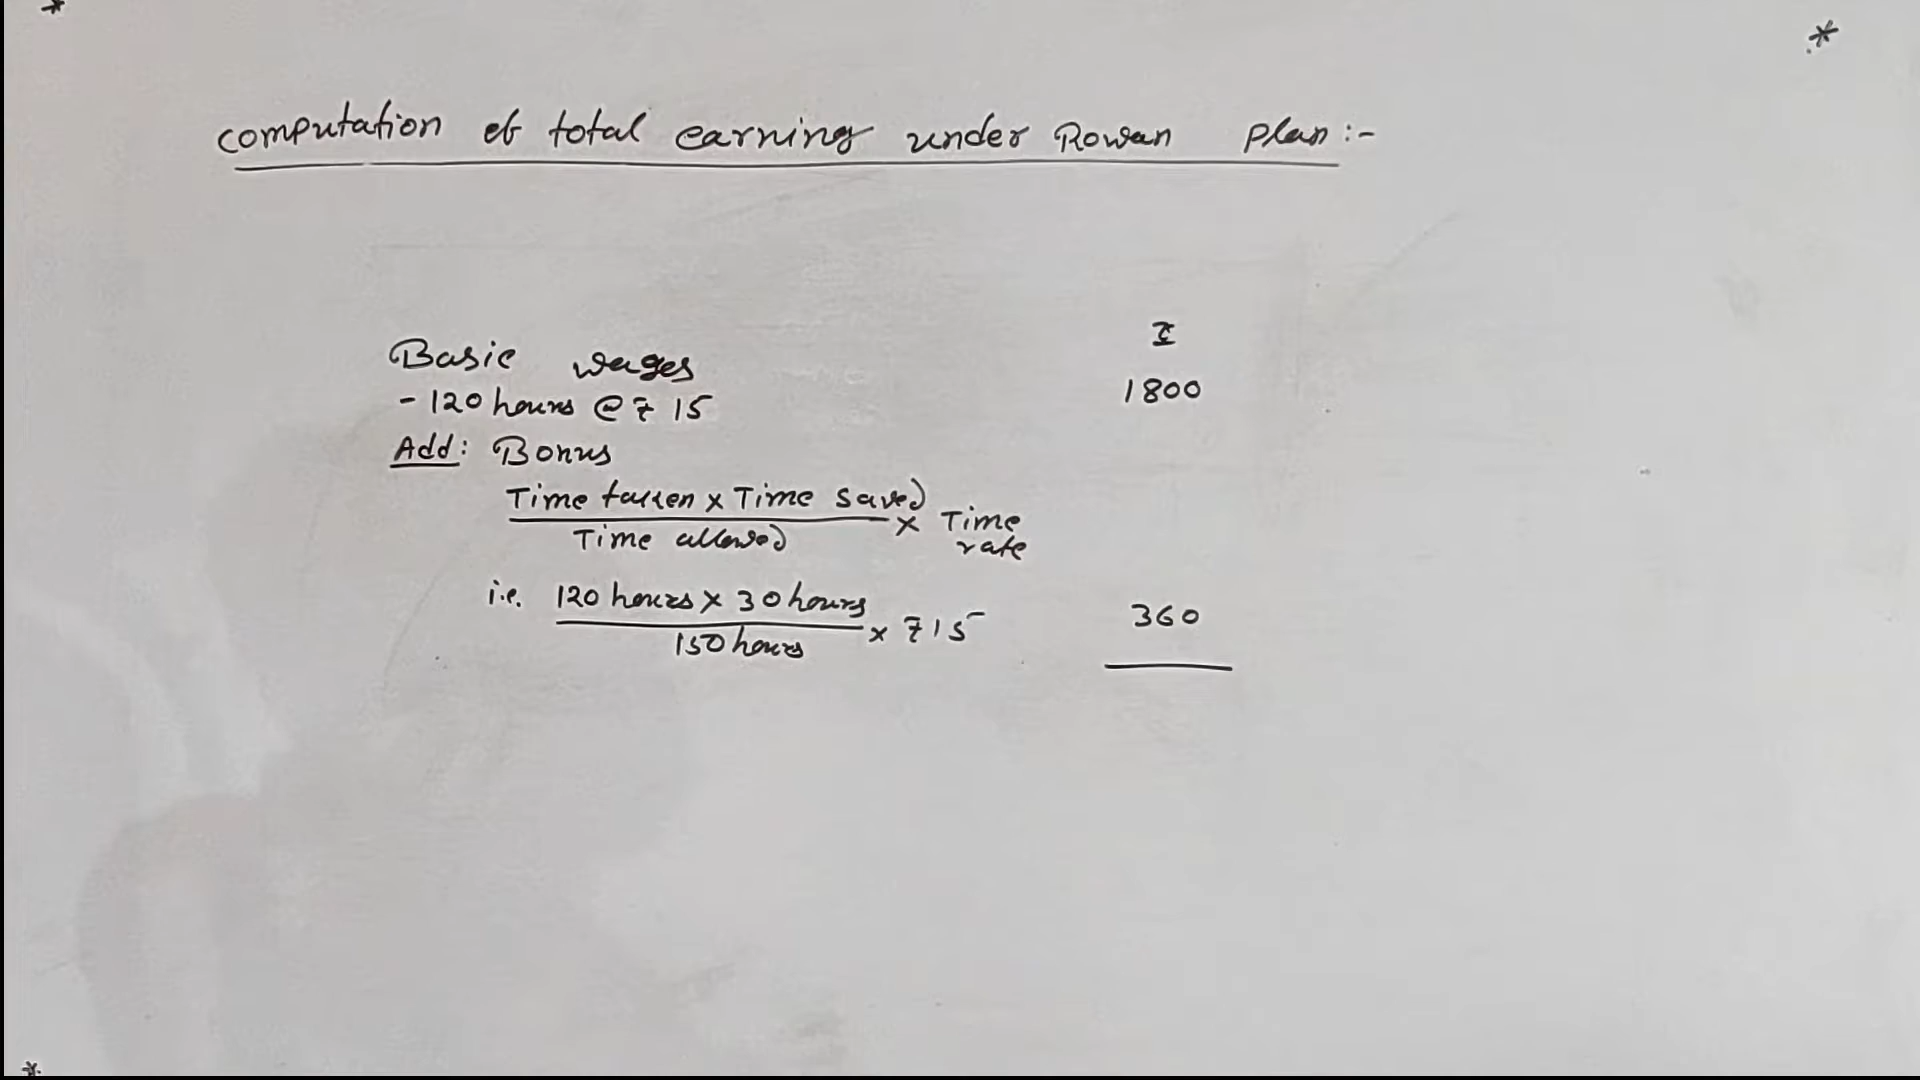 computation of total earning under Rowan plan :-
₹
Basic wages
- 120 hours @ ₹ 15 1800
Add: Bonus
Time taken x Time saved
Time allowed x Time rate
i.e. 120 hours x 30 hours
150 hours x ₹ 15 360